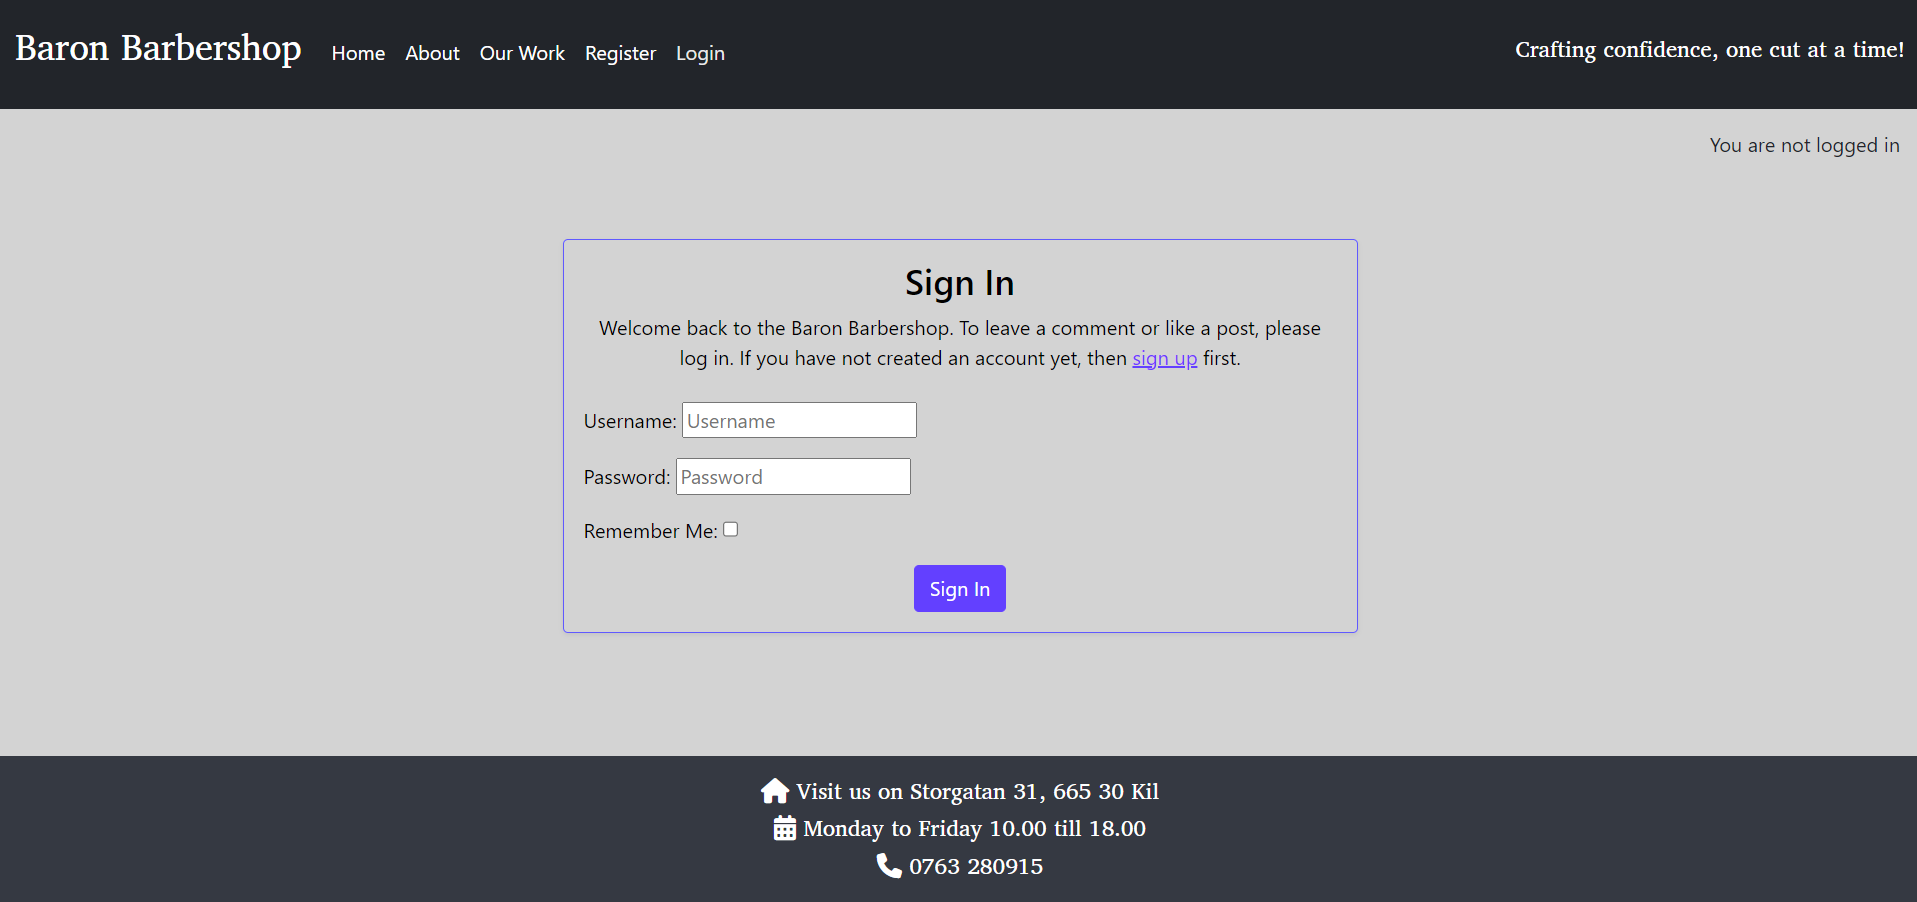 Baron Barbershop Home About Our Work Register Login Crafting confidence, one cut at a time!
You are not logged in
Sign In
Welcome back to the Baron Barbershop. To leave a comment or like a post, please
log in. If you have not created an account yet, then sign up first.
Username: Username
Password: Password
Remember Me:
Sign In
Visit us on Storgatan 31, 665 30 Kil
Monday to Friday 10.00 till 18.00
0763 280915